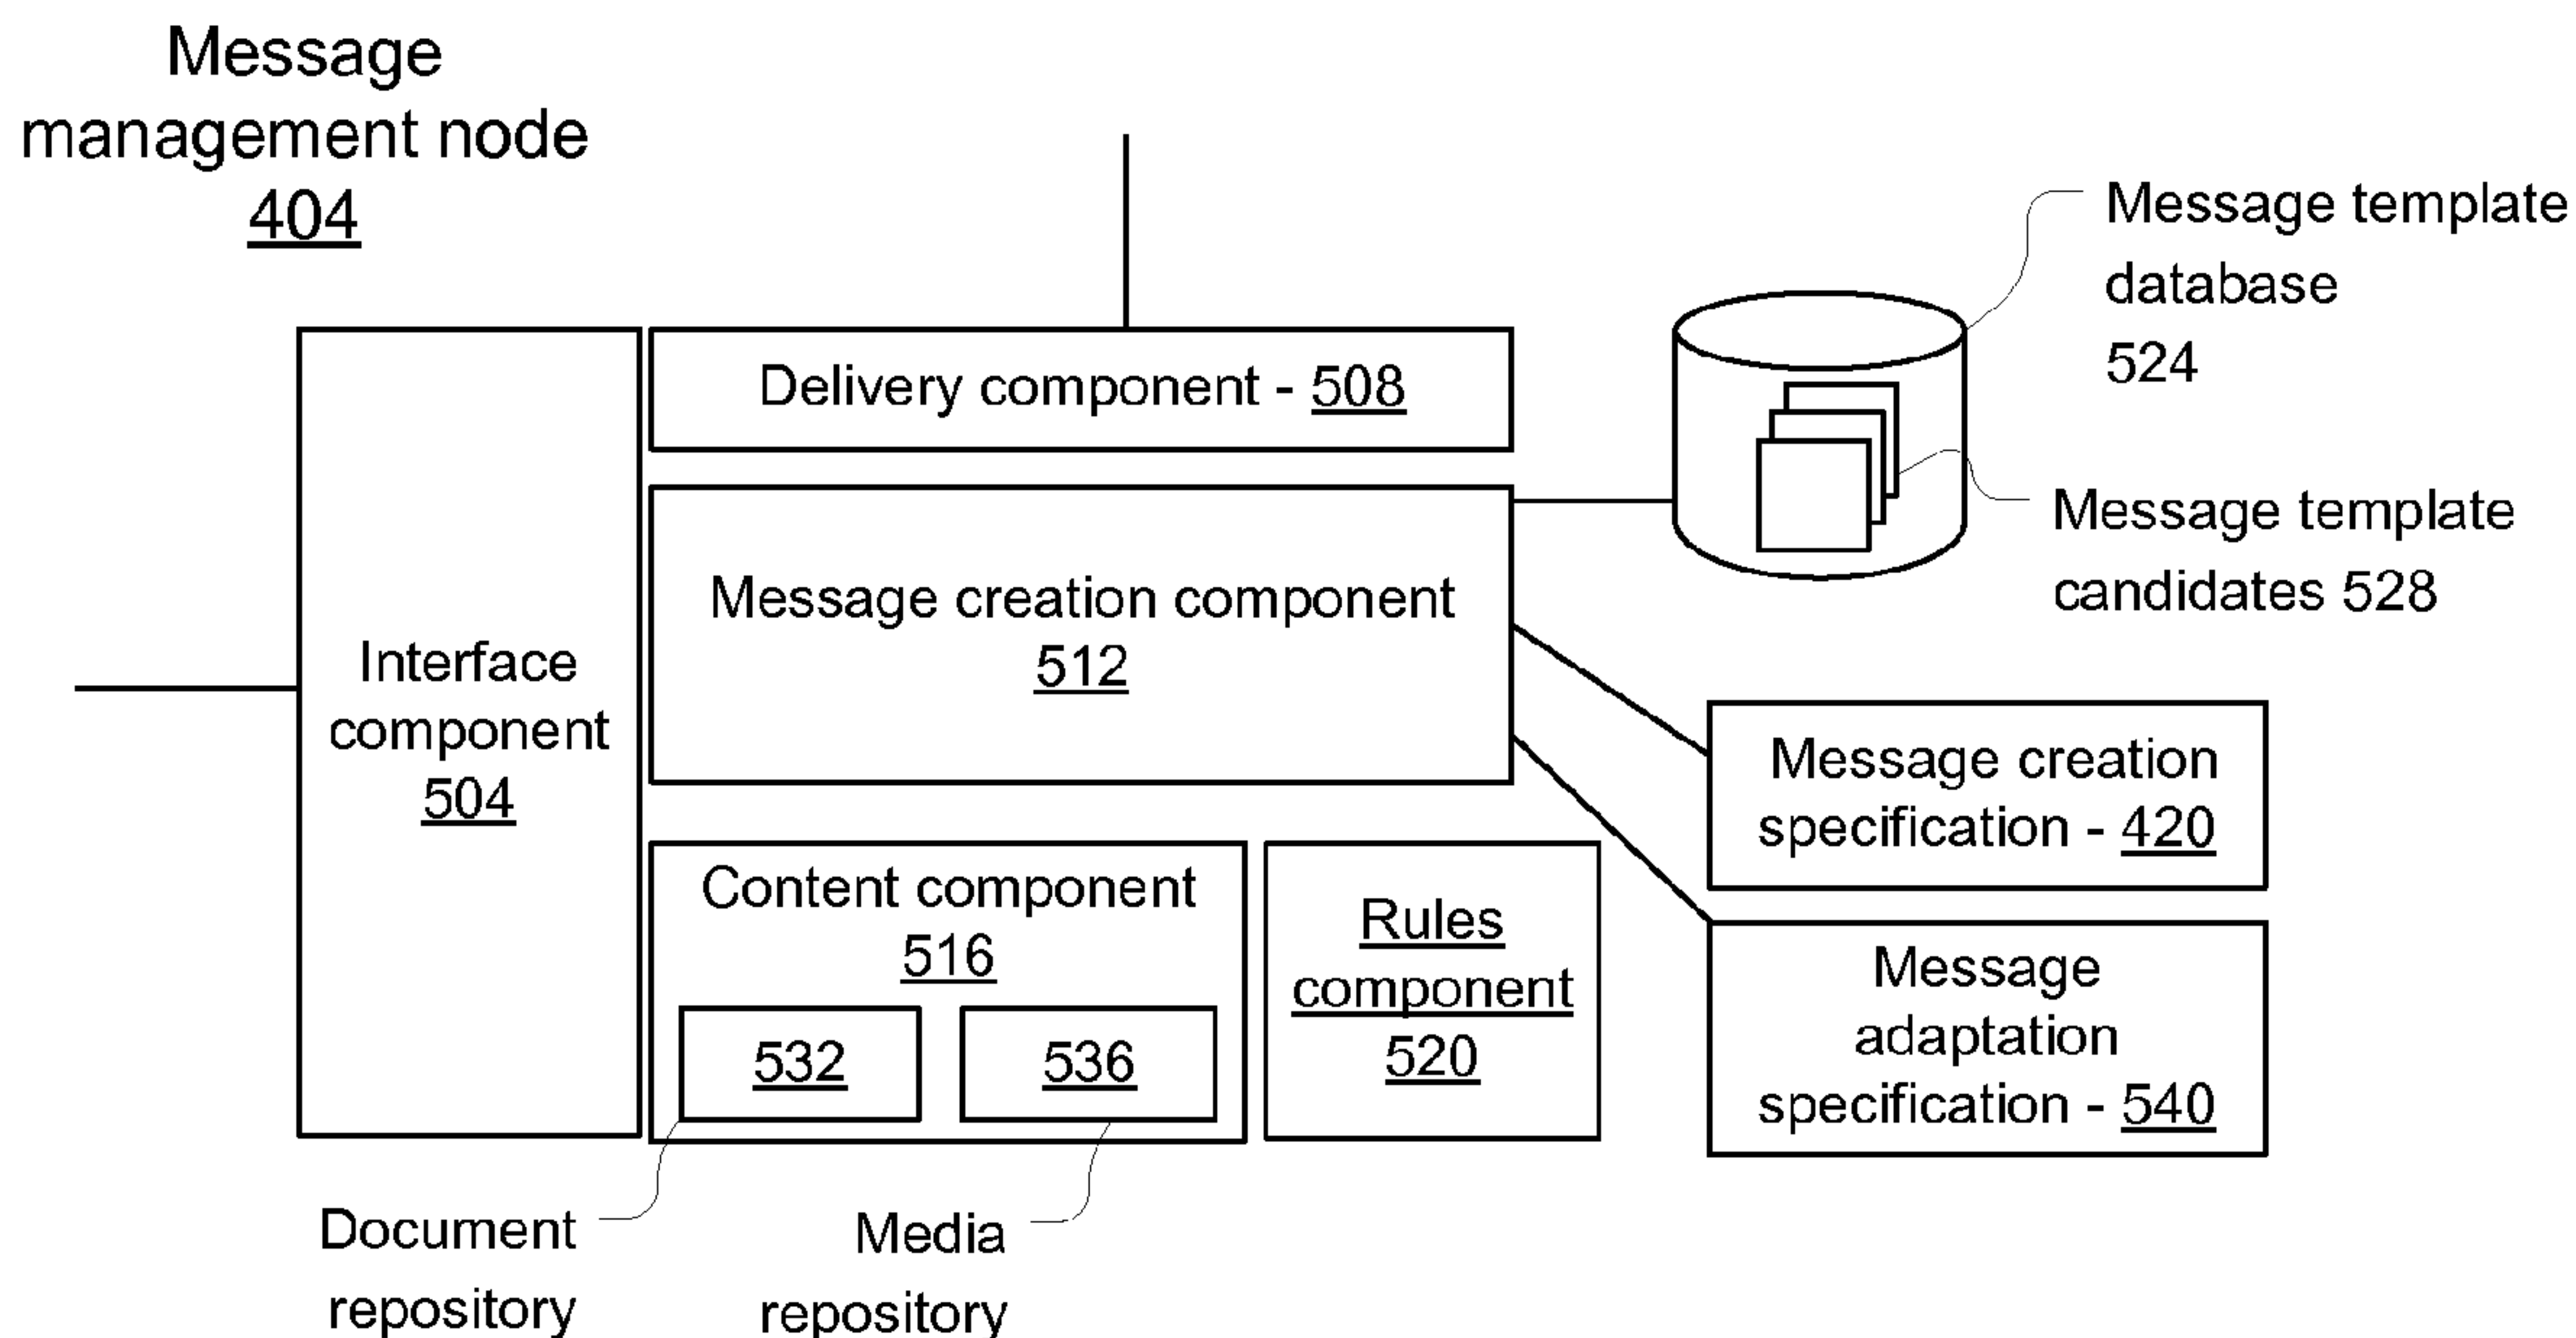 Message
management node
404
Message template
database
524
Delivery component - 508
Message template
candidates 528
Message creation component
512
Interface
component
504
Message creation
specification - 420
Content component
516
532
536
Rules
component
520
Message
adaptation
specification - 540
Document
repository
Media
repository